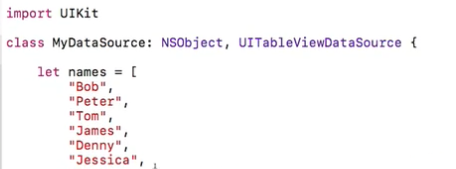 import UIKit
class MyDataSource: NSObject, UITableViewDataSource {
let names = [
"Bob",
"Peter",
"Tom",
"James",
"Denny",
"Jessica",